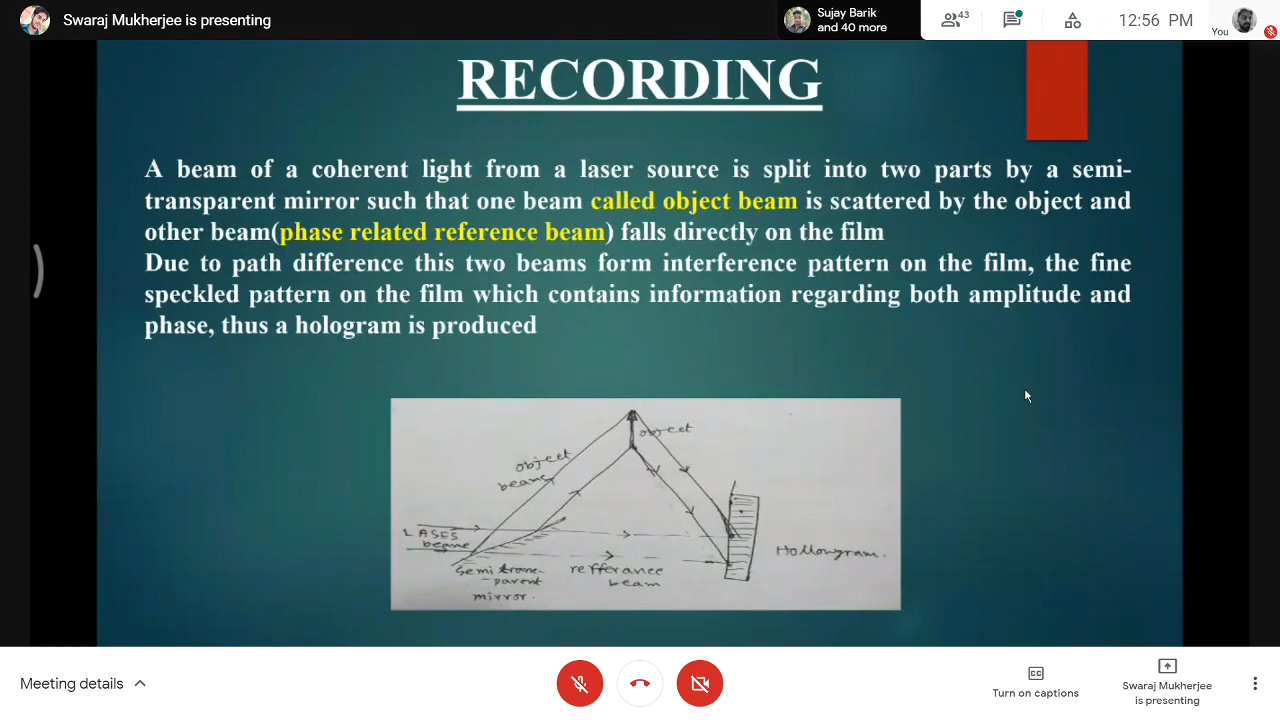 Swaraj Mukherjee is presenting
Sujay Barik
and 40 more
43
12:56 PM
You
RECORDING
A beam of a coherent light from a laser source is split into two parts by a semi-
transparent mirror such that one beam called object beam is scattered by the object and
other beam(phase related reference beam) falls directly on the film
Due to path difference this two beams form interference pattern on the film, the fine
speckled pattern on the film which contains information regarding both amplitude and
phase, thus a hologram is produced
object
object
beam
LASES
beame
Semi trans-
-parent
mirror.
refferance
beam
Hollongram.
Meeting details
Turn on captions
Swaraj Mukherjee
is presenting